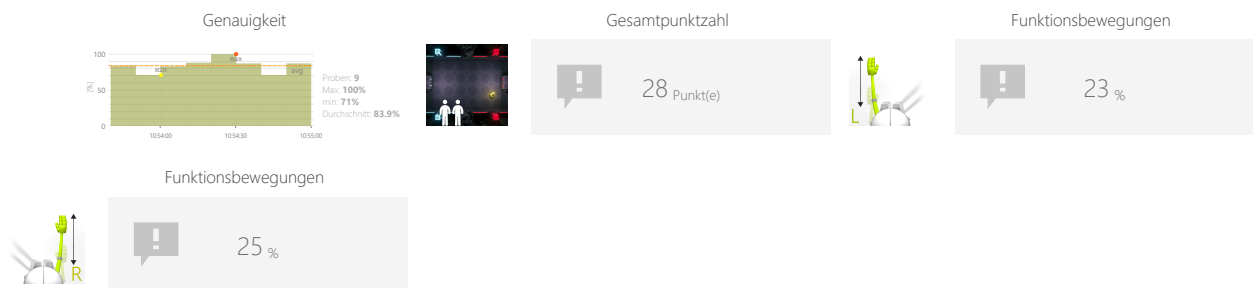 Genauigkeit
100
50
0
[%]
min
max
avg
10:54:00
10:54:30
10:55:00
Proben: 9
Max: 100%
min: 71%
Durchschnitt: 83.9%
Gesamtpunktzahl
28 Punkt(e)
Funktionsbewegungen
L
23 %
Funktionsbewegungen
R
25 %